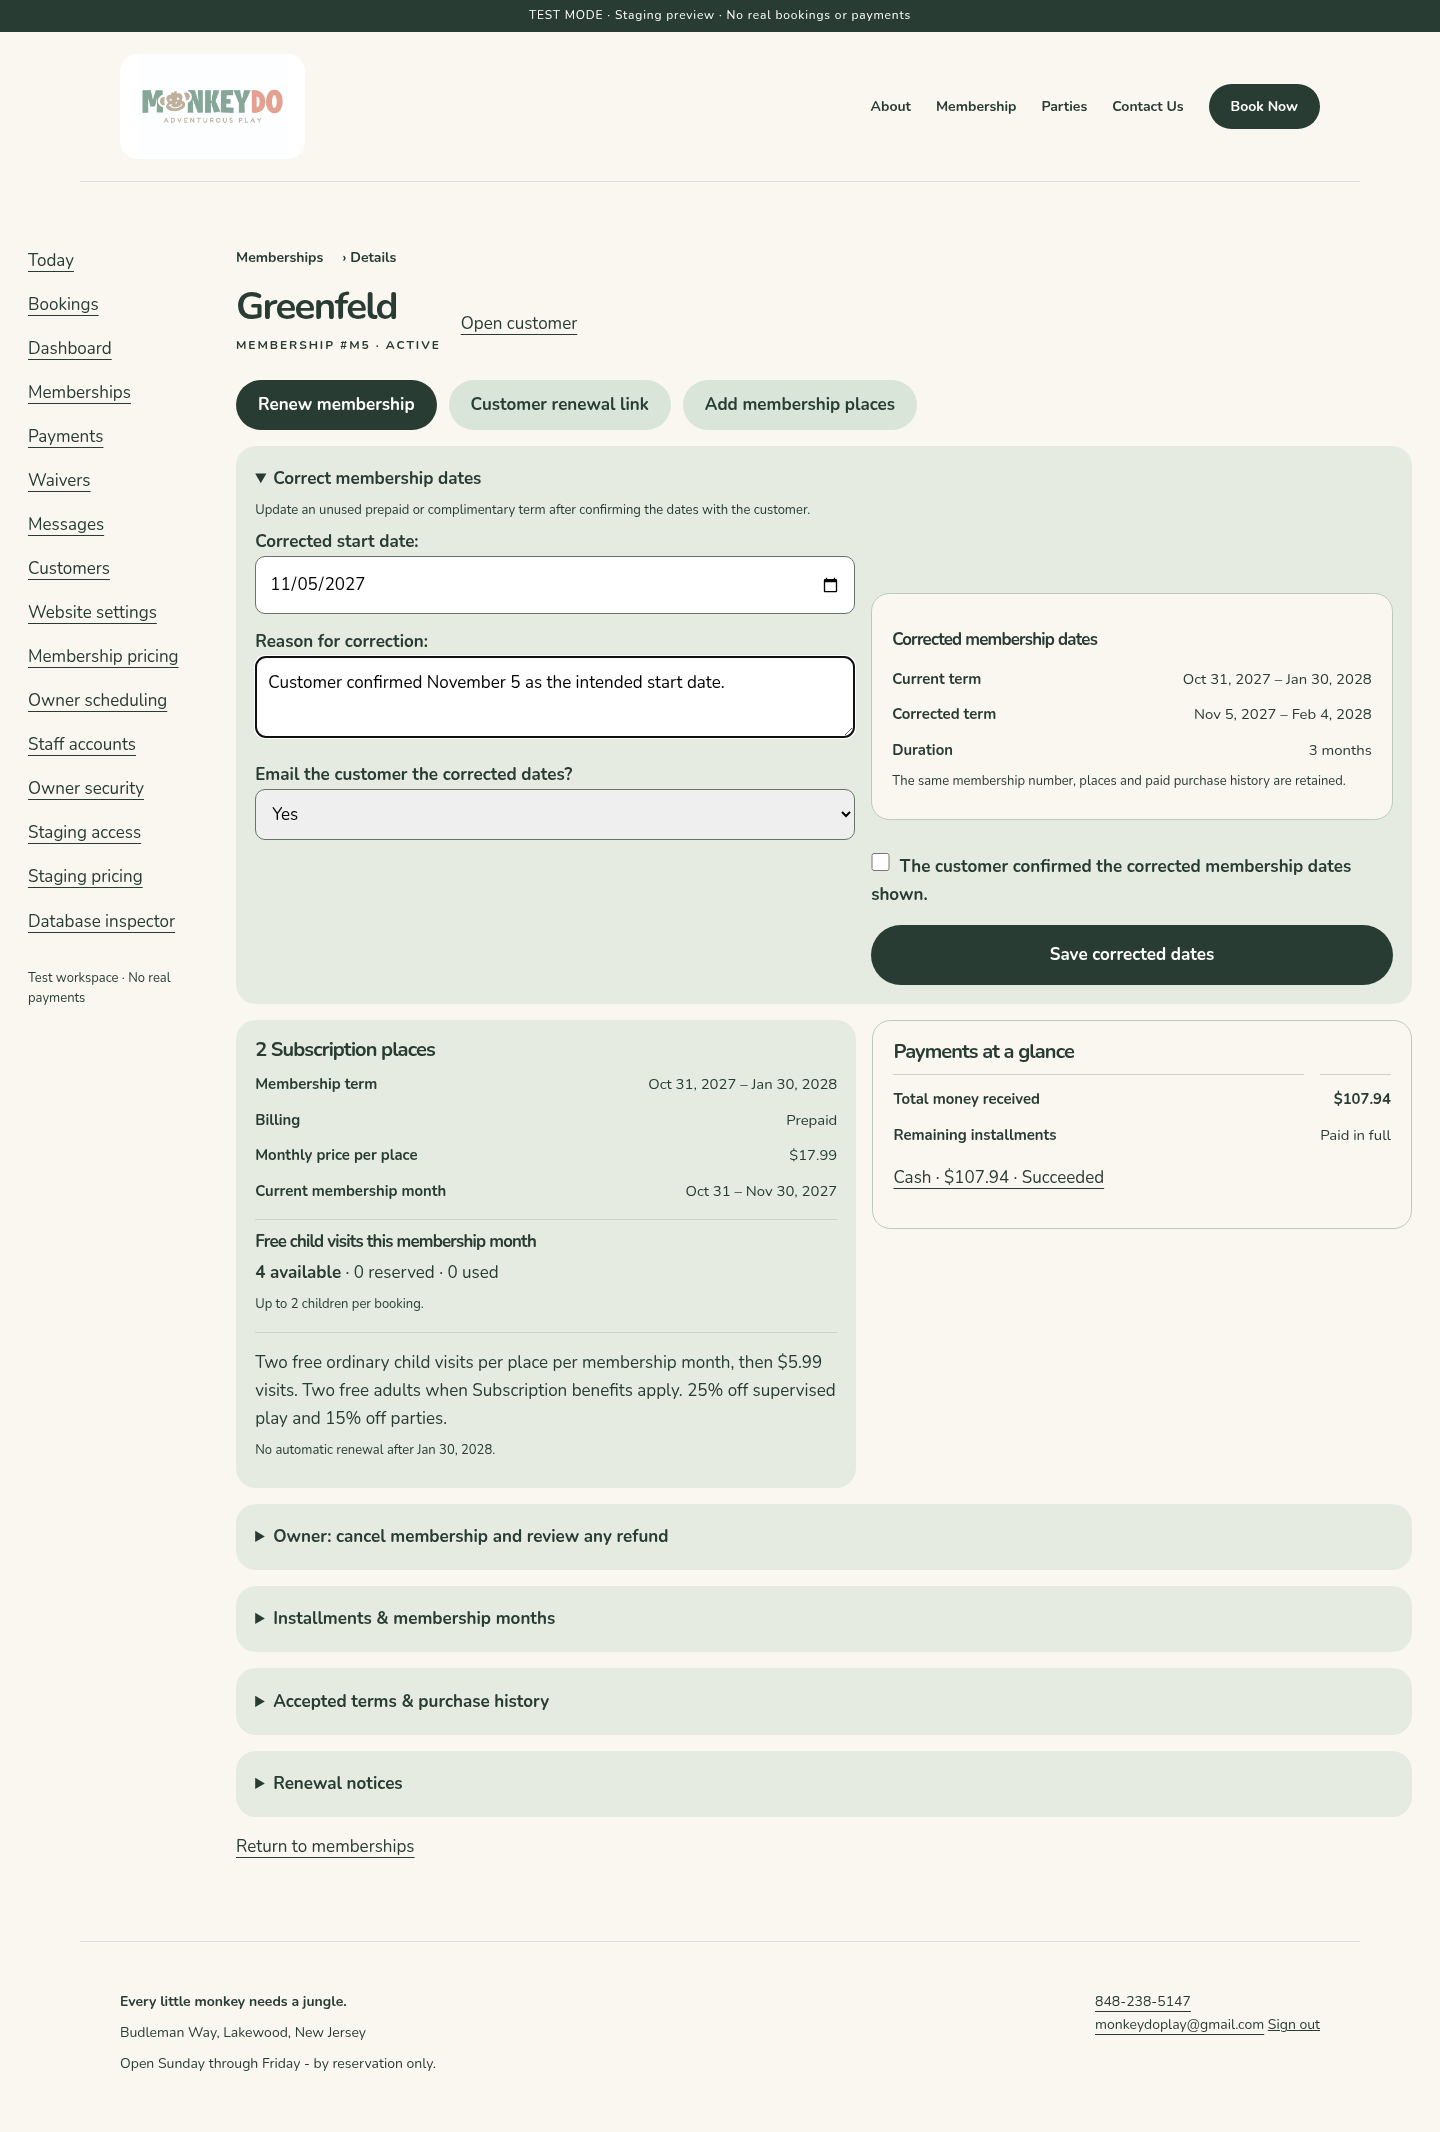 TEST MODE · Staging preview · No real bookings or payments
MONKEYDO
ADVENTUROUS PLAY
About
Membership
Parties
Contact Us
Book Now
Today
Bookings
Dashboard
Memberships
Payments
Waivers
Messages
Customers
Website settings
Membership pricing
Owner scheduling
Staff accounts
Owner security
Staging access
Staging pricing
Database inspector
Test workspace · No real
payments
Memberships › Details
Greenfeld
MEMBERSHIP #M5 · ACTIVE
Open customer
Renew membership
Customer renewal link
Add membership places
▼ Correct membership dates
Update an unused prepaid or complimentary term after confirming the dates with the customer.
Corrected start date:
11/05/2027
Reason for correction:
Customer confirmed November 5 as the intended start date.
Email the customer the corrected dates?
Yes
Corrected membership dates
Current term Oct 31, 2027 – Jan 30, 2028
Corrected term Nov 5, 2027 – Feb 4, 2028
Duration 3 months
The same membership number, places and paid purchase history are retained.
The customer confirmed the corrected membership dates
shown.
Save corrected dates
2 Subscription places
Membership term Oct 31, 2027 – Jan 30, 2028
Billing Prepaid
Monthly price per place $17.99
Current membership month Oct 31 – Nov 30, 2027
Free child visits this membership month
4 available · 0 reserved · 0 used
Up to 2 children per booking.
Two free ordinary child visits per place per membership month, then $5.99
visits. Two free adults when Subscription benefits apply. 25% off supervised
play and 15% off parties.
No automatic renewal after Jan 30, 2028.
Payments at a glance
Total money received $107.94
Remaining installments Paid in full
Cash · $107.94 · Succeeded
▶ Owner: cancel membership and review any refund
▶ Installments & membership months
▶ Accepted terms & purchase history
▶ Renewal notices
Return to memberships
Every little monkey needs a jungle.
Budleman Way, Lakewood, New Jersey
Open Sunday through Friday - by reservation only.
848-238-5147
monkeydoplay@gmail.com Sign out